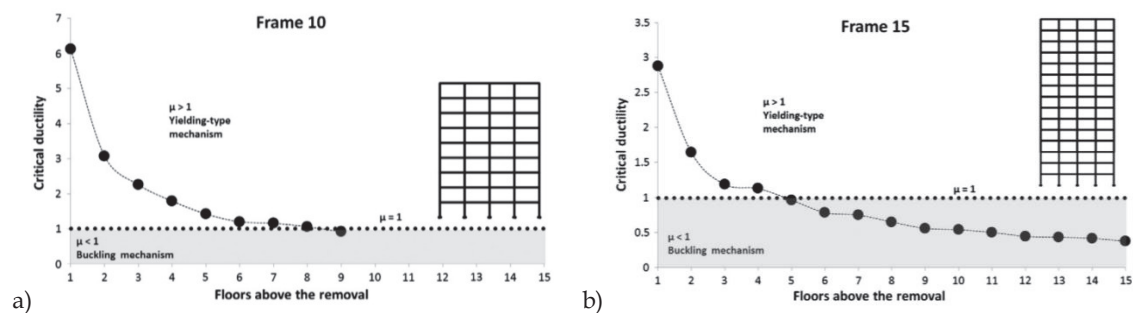 Frame 10
7
6
5
4
3
2
1
0
Critical ductility
μ > 1
Yielding-type
mechanism
μ = 1
μ < 1
Buckling mechanism
1 2 3 4 5 6 7 8 9 10 11 12 13 14 15
Floors above the removal
a)
Frame 15
3.5
3
2.5
2
1.5
1
0.5
0
Critical ductility
μ > 1
Yielding-type
mechanism
μ = 1
μ < 1
Buckling mechanism
1 2 3 4 5 6 7 8 9 10 11 12 13 14 15
Floors above the removal
b)